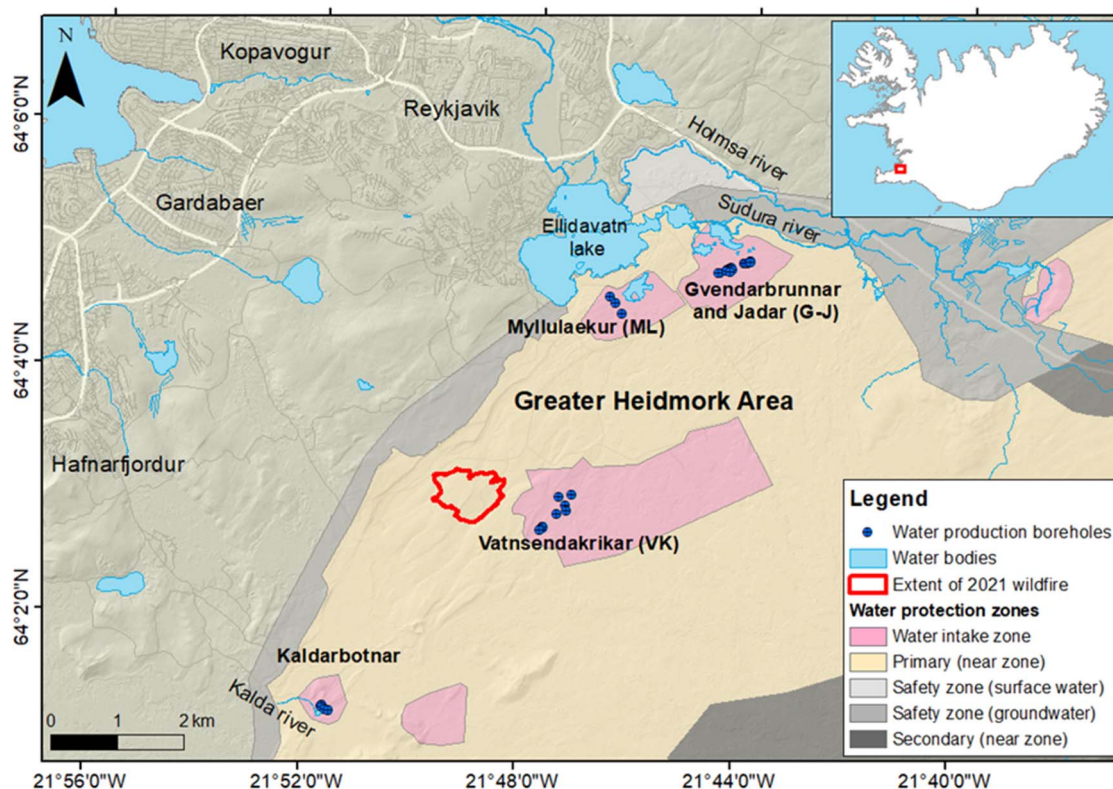 N
Kopavogur
Reykjavik
Holmsa river
Gardabaer
Ellidavatn
lake
Sudura river
Gvendarbrunnar
and Jadar (G-J)
Myllulaekur (ML)
Greater Heidmork Area
Hafnarfjordur
Vatnsendakrikar (VK)
Kaldarbotnar
Kalda river
0 1 2 km
64°6'0"N
64°4'0"N
64°2'0"N
21°56'0"W
21°52'0"W
21°48'0"W
21°44'0"W
21°40'0"W
Legend
Water production boreholes
Water bodies
Extent of 2021 wildfire
Water protection zones
Water intake zone
Primary (near zone)
Safety zone (surface water)
Safety zone (groundwater)
Secondary (near zone)